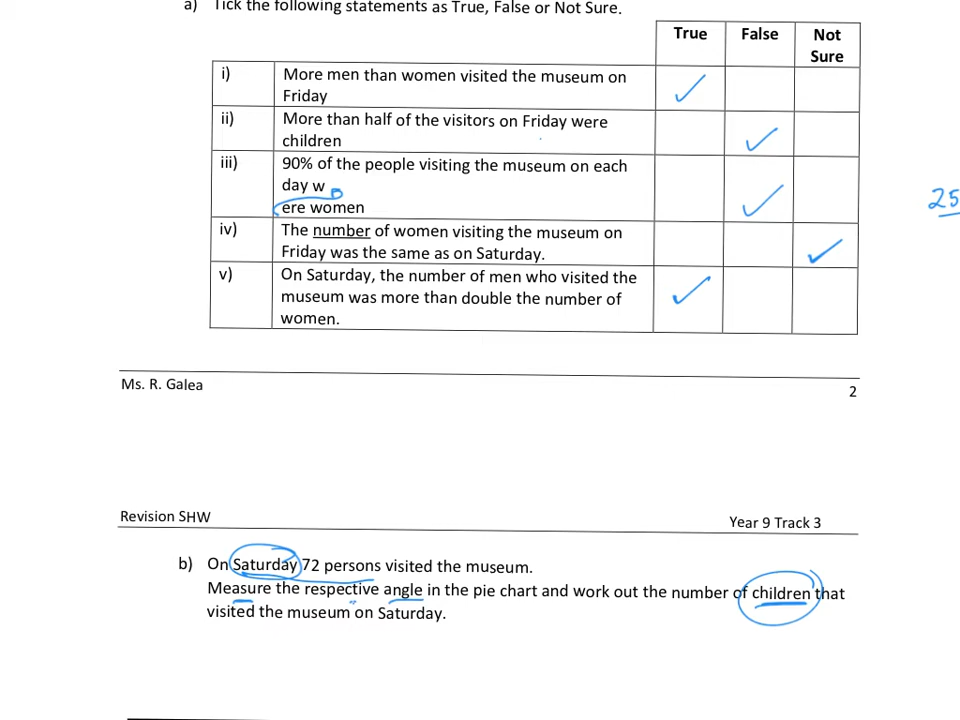 a) Tick the following statements as True, False or Not Sure.
True False Not
Sure
i) More men than women visited the museum on
Friday
ii) More than half of the visitors on Friday were
children
iii) 90% of the people visiting the museum on each
day w
ere women
25
iv) The number of women visiting the museum on
Friday was the same as on Saturday.
v) On Saturday, the number of men who visited the
museum was more than double the number of
women.
Ms. R. Galea 2
Revision SHW Year 9 Track 3
b) On Saturday 72 persons visited the museum.
Measure the respective angle in the pie chart and work out the number of children that
visited the museum on Saturday.